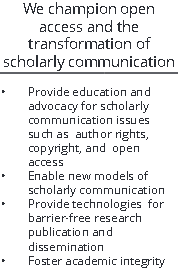 We champion open
access and the
transformation of
scholarly communication
• Provide education and
advocacy for scholarly
communication issues
such as author rights,
copyright, and open
access
• Enable new models of
scholarly communication
• Provide technologies for
barrier-free research
publication and
dissemination
• Foster academic integrity